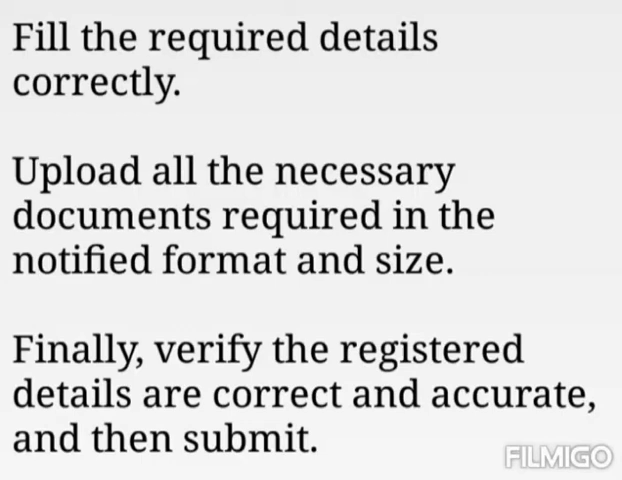 Fill the required details
correctly.
Upload all the necessary
documents required in the
notified format and size.
Finally, verify the registered
details are correct and accurate,
and then submit.
FILMIGO